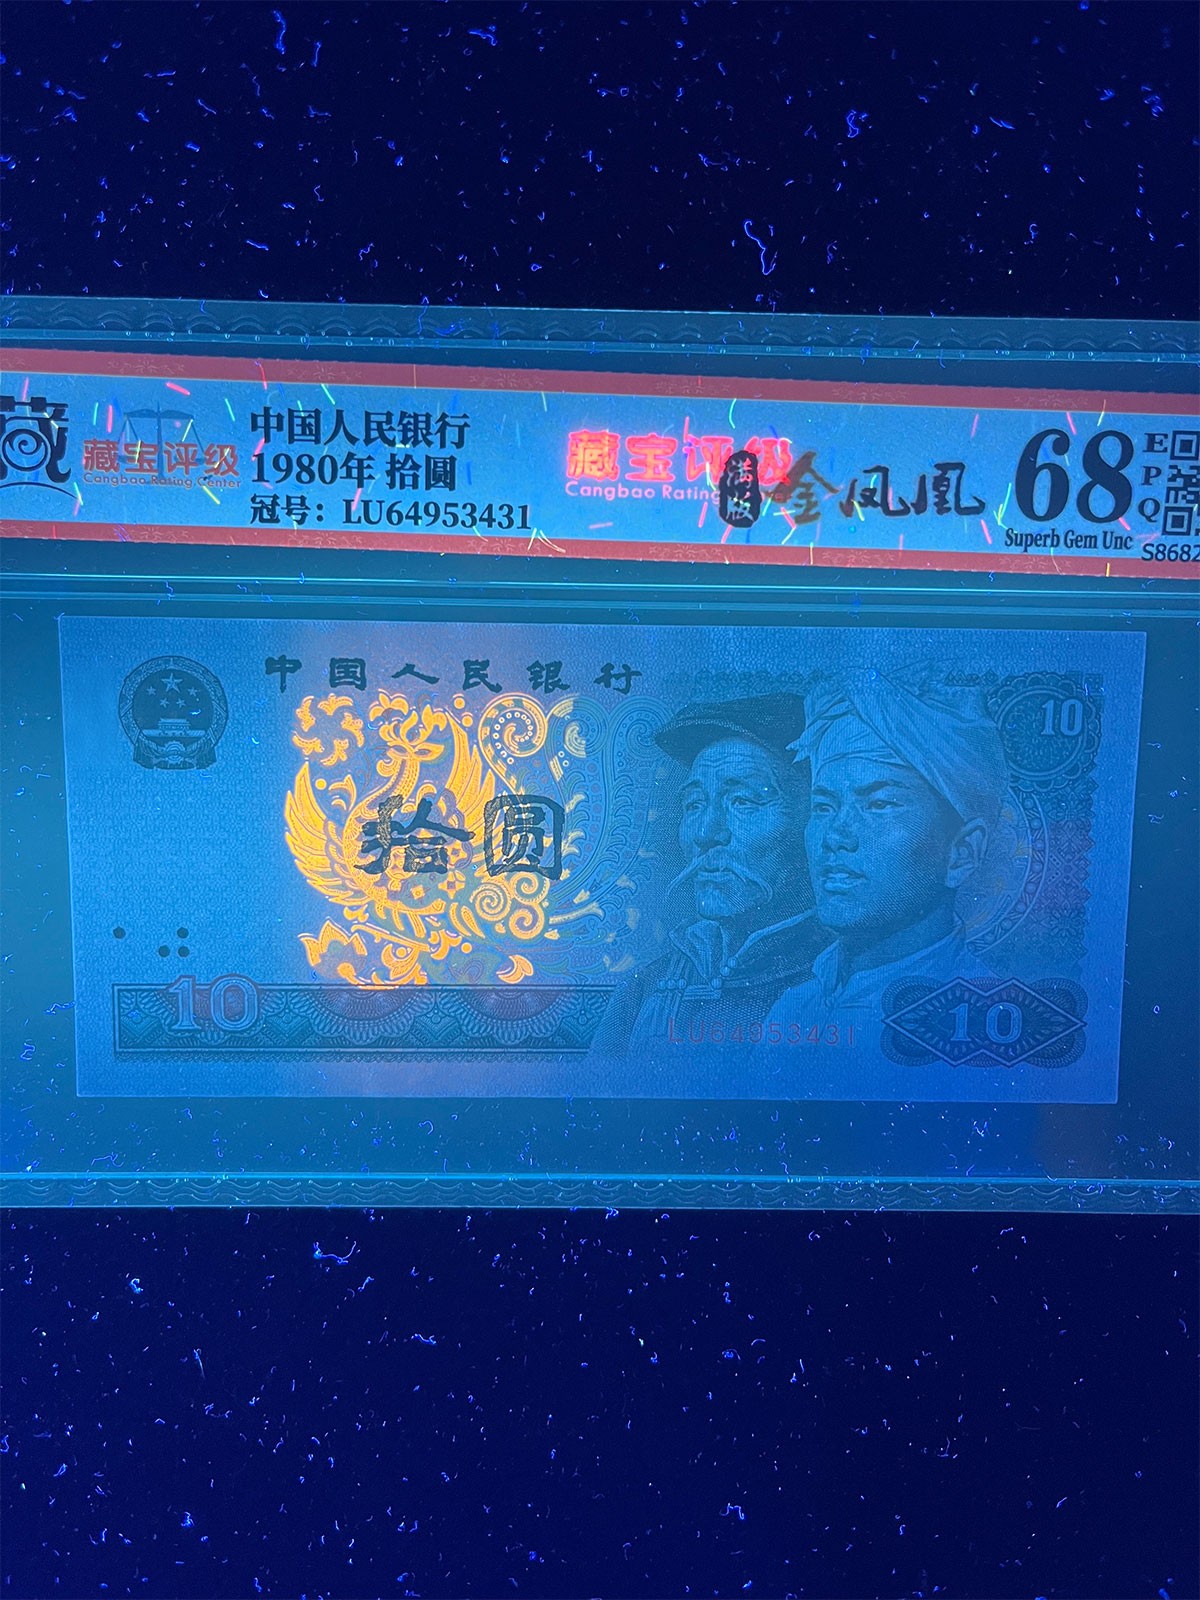 藏
藏宝评级
Cangbao Rating Center
中国人民银行
1980年 拾圆
冠号：LU64953431
藏宝评级
Cangbao Rating
满版
金凤凰
68
EPQ
Superb Gem Unc
S8682
中国人民银行
10
拾圆
10
LU64953431
10